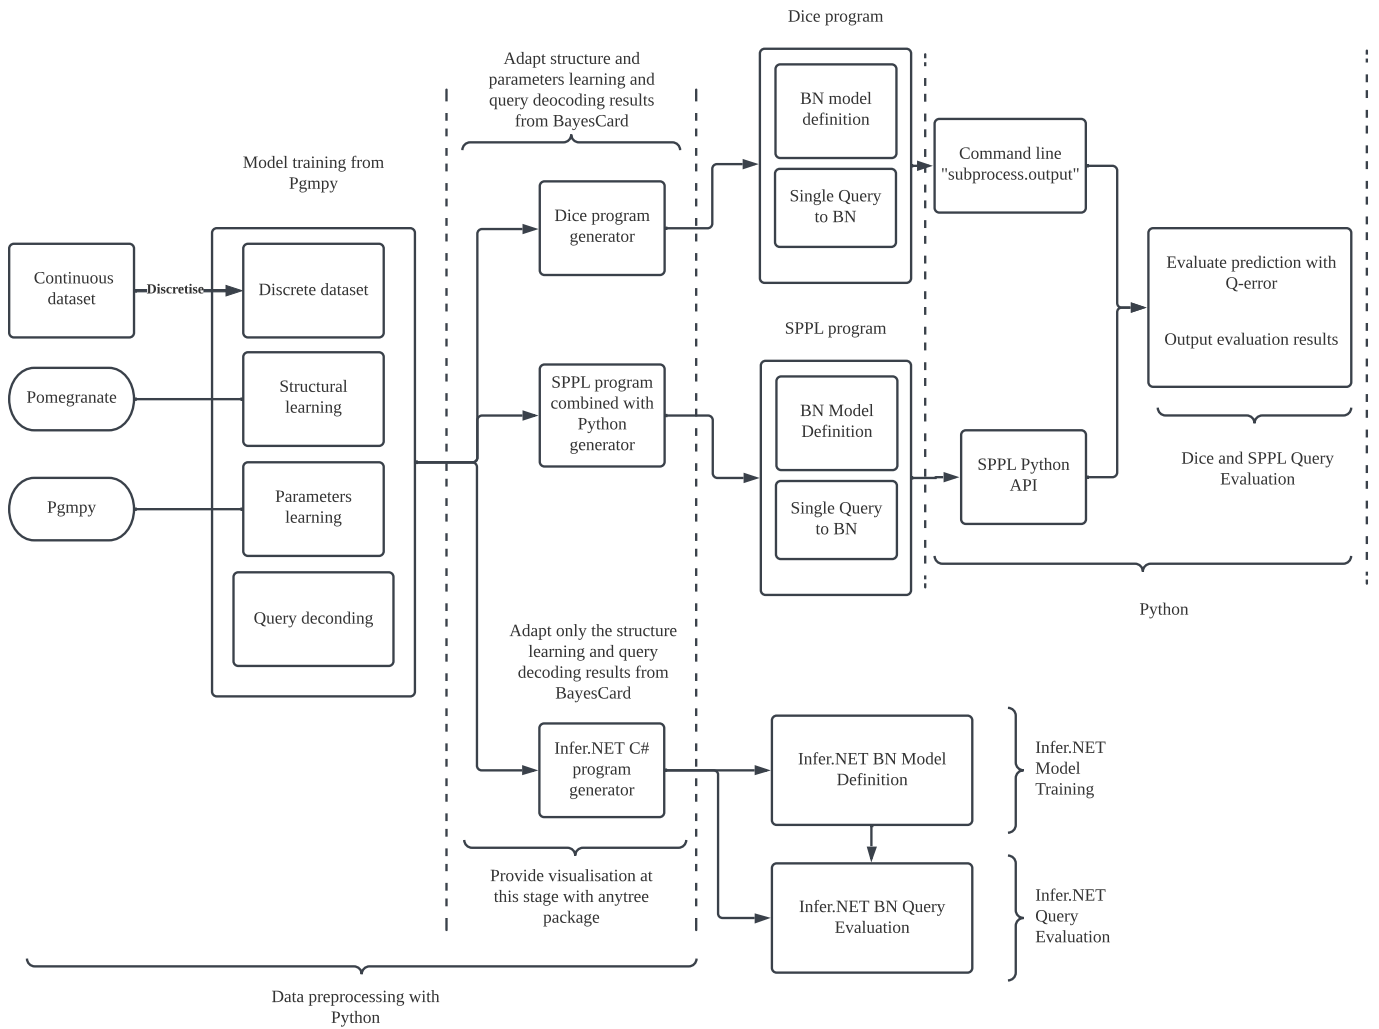 Dice program
Adapt structure and
parameters learning and
query deocoding results
from BayesCard
Model training from
Pgmpy
Continuous
dataset
Discretise
Discrete dataset
Pomegranate
Structural
learning
Pgmpy
Parameters
learning
Query deconding
Dice program
generator
SPPL program
combined with
Python
generator
Adapt only the structure
learning and query
decoding results from
BayesCard
Infer.NET C#
program
generator
Provide visualisation at
this stage with anytree
package
Data preprocessing with
Python
BN model
definition
Single Query
to BN
SPPL program
BN Model
Definition
Single Query
to BN
Command line
"subprocess.output"
SPPL Python
API
Evaluate prediction with
Q-error
Output evaluation results
Dice and SPPL Query
Evaluation
Python
Infer.NET BN Model
Definition
Infer.NET
Model
Training
Infer.NET BN Query
Evaluation
Infer.NET
Query
Evaluation